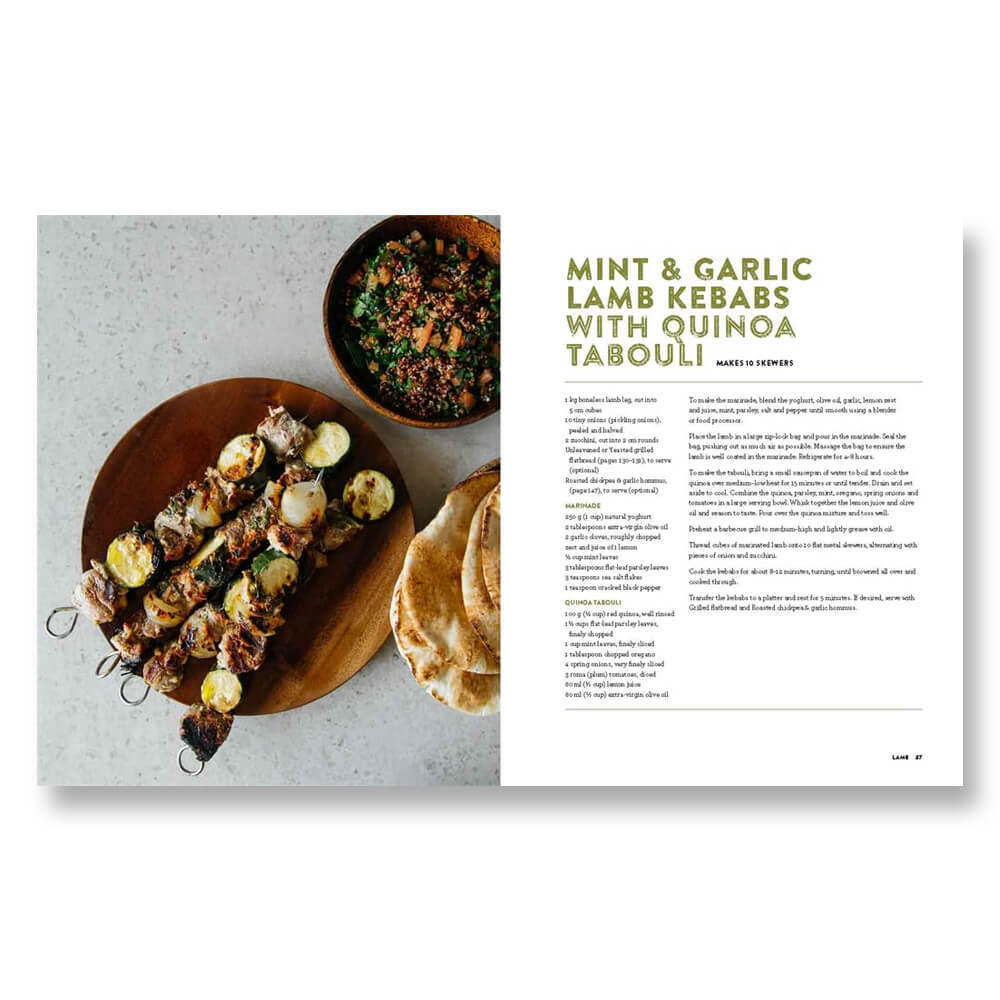 MINT & GARLIC
LAMB KEBABS
WITH QUINOA
TABOULI MAKES 10 SKEWERS
1 kg boneless lamb leg, cut into
5 cm cubes
10 tiny onions (pickling onions),
peeled and halved
2 zucchini, cut into 2 cm rounds
Unleavened or Yeasted grilled
flatbread (pages 130–131), to serve
(optional)
Roasted chickpea & garlic hommus,
(page 147), to serve (optional)
MARINADE
250 g (1 cup) natural yoghurt
2 tablespoons extra-virgin olive oil
2 garlic cloves, roughly chopped
zest and juice of 1 lemon
cup mint leaves
3 tablespoons flat-leaf parsley leaves
3 teaspoons sea salt flakes
1 teaspoon cracked black pepper
QUINOA TABOULI
100 g (½ cup) red quinoa, well rinsed
1½ cups flat-leaf parsley leaves,
finely chopped
1 cup mint leaves, finely sliced
1 tablespoon chopped oregano
4 spring onions, very finely sliced
3 roma (plum) tomatoes, diced
80 ml (⅓ cup) lemon juice
80 ml (⅓ cup) extra-virgin olive oil
To make the marinade, blend the yoghurt, olive oil, garlic, lemon zest
and juice, mint, parsley, salt and pepper until smooth using a blender
or food processor.
Place the lamb in a large zip-lock bag and pour in the marinade. Seal the
bag, pushing out as much air as possible. Massage the bag to ensure the
lamb is well coated in the marinade. Refrigerate for 4–8 hours.
To make the tabouli, bring a small saucepan of water to boil and cook the
quinoa over medium–low heat for 15 minutes or until tender. Drain and set
aside to cool. Combine the quinoa, parsley, mint, oregano, spring onions and
tomatoes in a large serving bowl. Whisk together the lemon juice and olive
oil and season to taste. Pour over the quinoa mixture and toss well.
Preheat a barbecue grill to medium-high and lightly grease with oil.
Thread cubes of marinated lamb onto 10 flat metal skewers, alternating with
pieces of onion and zucchini.
Cook the kebabs for about 8–12 minutes, turning, until browned all over and
cooked through.
Transfer the kebabs to a platter and rest for 5 minutes. If desired, serve with
Grilled flatbread and Roasted chickpea & garlic hommus.
LAMB 87